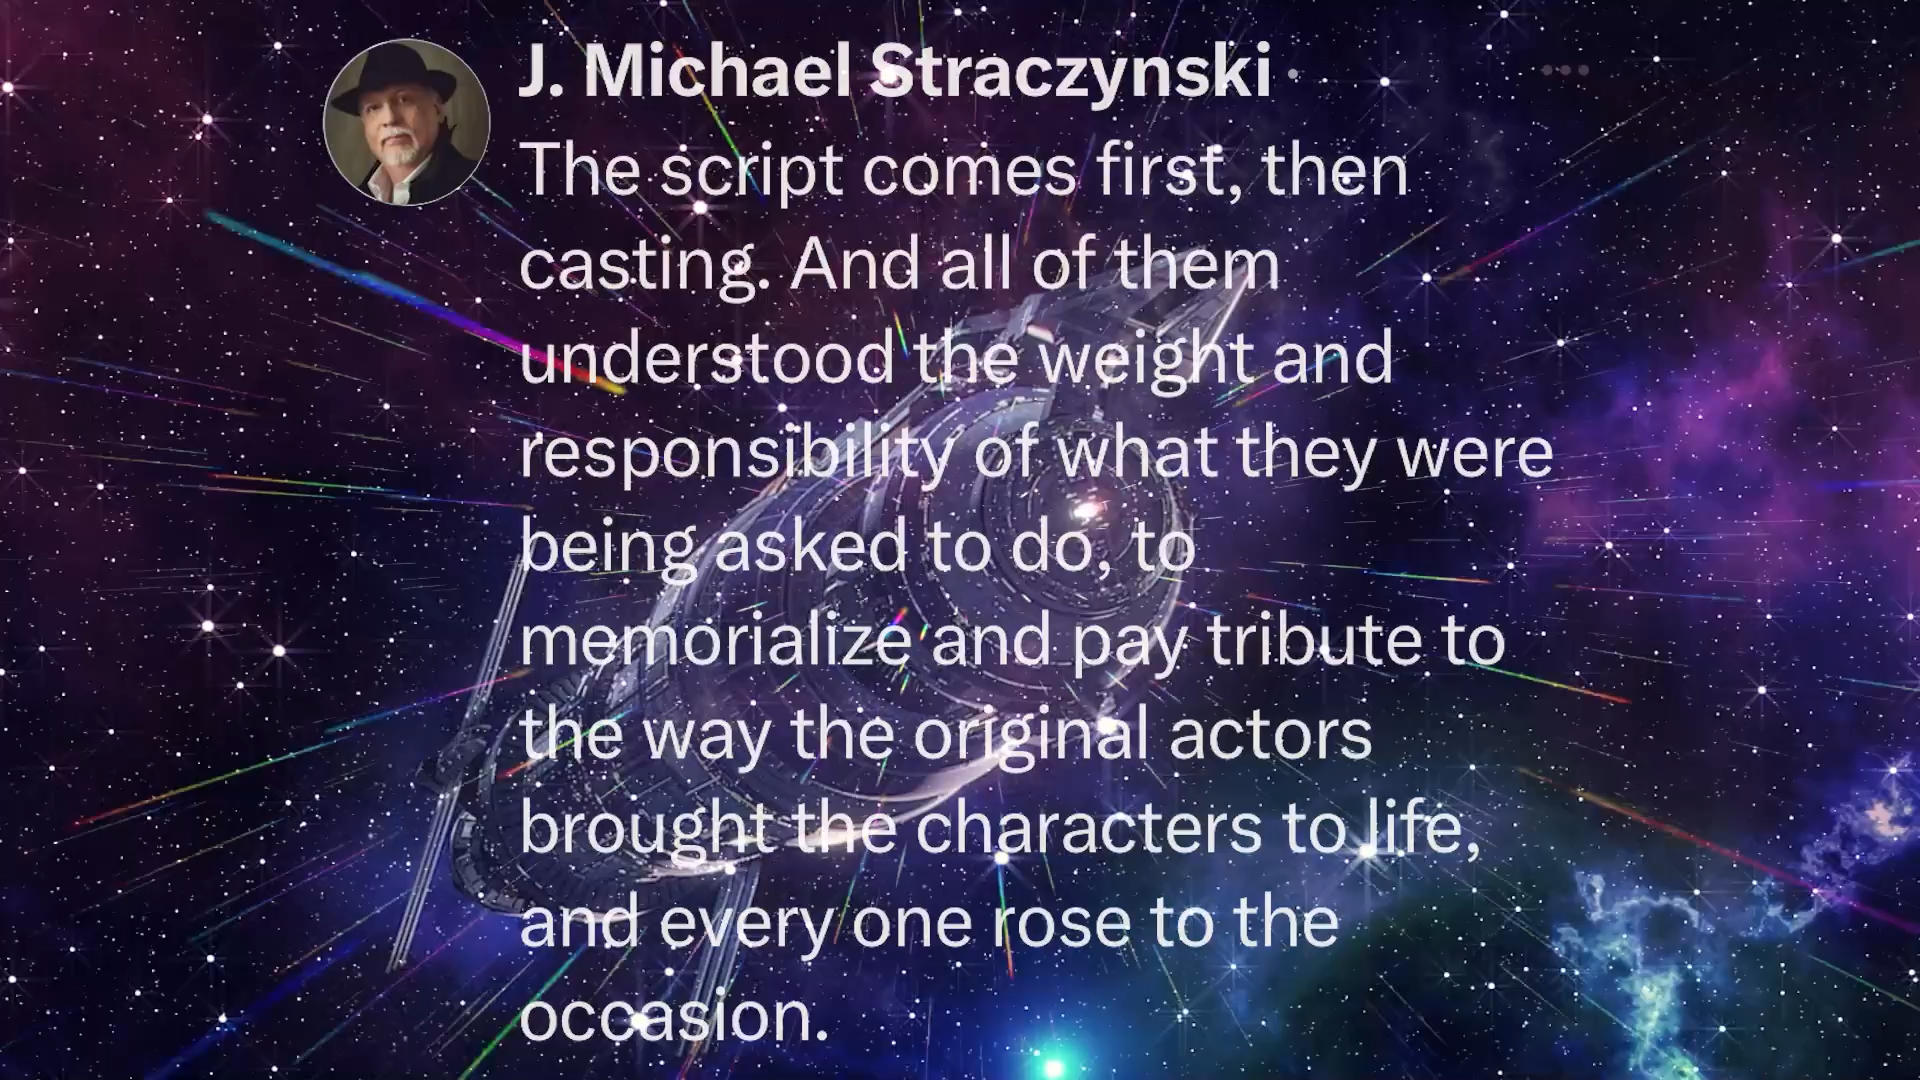 J. Michael Straczynski
The script comes first, then
casting. And all of them
understood the weight and
responsibility of what they were
being asked to do, to
memorialize and pay tribute to
the way the original actors
brought the characters to life,
and every one rose to the
occasion.